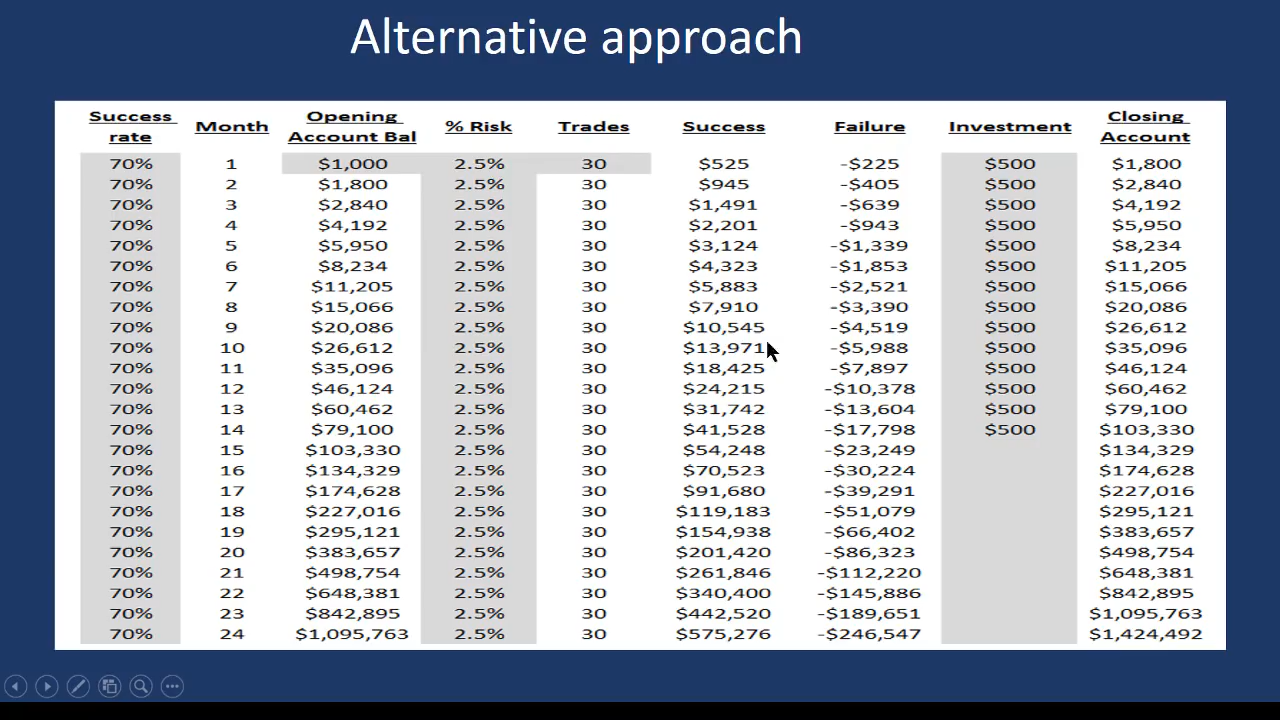 Alternative approach
Success rate Month Opening Account Bal % Risk Trades Success Failure Investment Closing Account
70% 1 $1,000 2.5% 30 $525 -$225 $500 $1,800
70% 2 $1,800 2.5% 30 $945 -$405 $500 $2,840
70% 3 $2,840 2.5% 30 $1,491 -$639 $500 $4,192
70% 4 $4,192 2.5% 30 $2,201 -$943 $500 $5,950
70% 5 $5,950 2.5% 30 $3,124 -$1,339 $500 $8,234
70% 6 $8,234 2.5% 30 $4,323 -$1,853 $500 $11,205
70% 7 $11,205 2.5% 30 $5,883 -$2,521 $500 $15,066
70% 8 $15,066 2.5% 30 $7,910 -$3,390 $500 $20,086
70% 9 $20,086 2.5% 30 $10,545 -$4,519 $500 $26,612
70% 10 $26,612 2.5% 30 $13,971 -$5,988 $500 $35,096
70% 11 $35,096 2.5% 30 $18,425 -$7,897 $500 $46,124
70% 12 $46,124 2.5% 30 $24,215 -$10,378 $500 $60,462
70% 13 $60,462 2.5% 30 $31,742 -$13,604 $500 $79,100
70% 14 $79,100 2.5% 30 $41,528 -$17,798 $500 $103,330
70% 15 $103,330 2.5% 30 $54,248 -$23,249 $134,329
70% 16 $134,329 2.5% 30 $70,523 -$30,224 $174,628
70% 17 $174,628 2.5% 30 $91,680 -$39,291 $227,016
70% 18 $227,016 2.5% 30 $119,183 -$51,079 $295,121
70% 19 $295,121 2.5% 30 $154,938 -$66,402 $383,657
70% 20 $383,657 2.5% 30 $201,420 -$86,323 $498,754
70% 21 $498,754 2.5% 30 $261,846 -$112,220 $648,381
70% 22 $648,381 2.5% 30 $340,400 -$145,886 $842,895
70% 23 $842,895 2.5% 30 $442,520 -$189,651 $1,095,763
70% 24 $1,095,763 2.5% 30 $575,276 -$246,547 $1,424,492